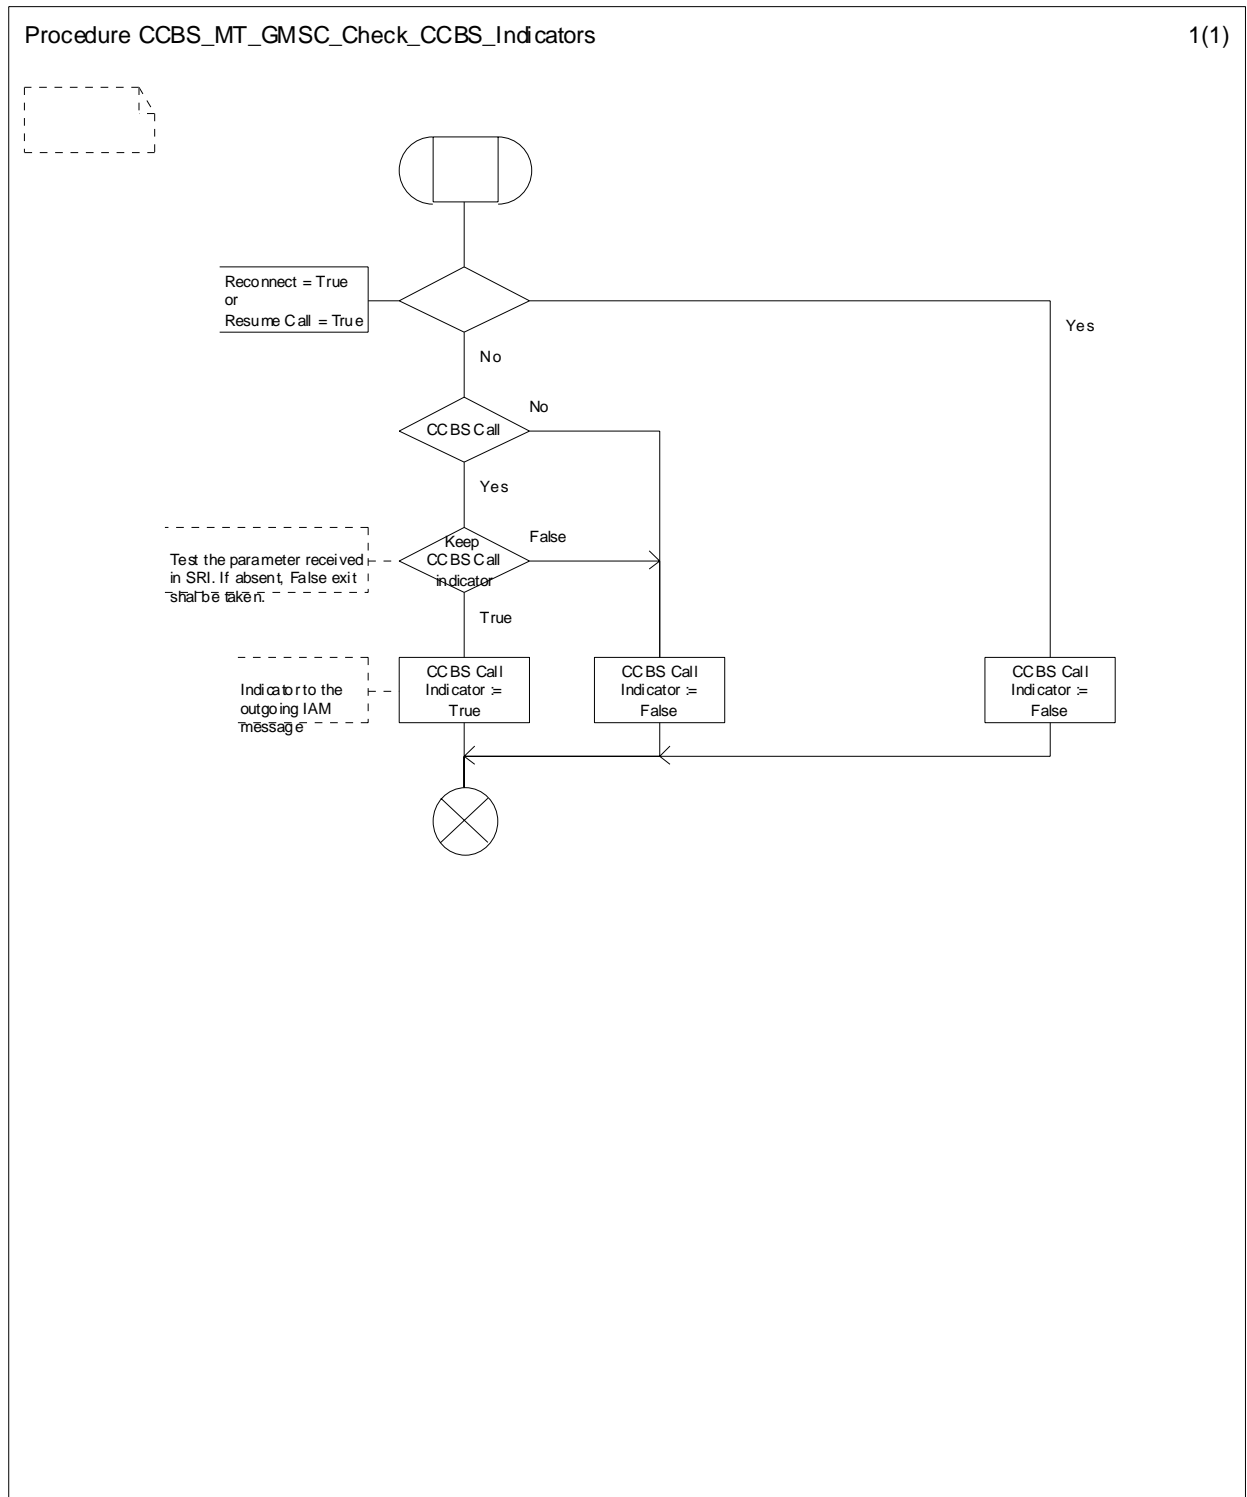 Procedure CCBS_MT_GMSC_Check_CCBS_Indicators
1(1)
Reconnect = True
or
Resume Call = True
Yes
No
No
CCBS Call
Yes
Keep
CCBS Call
indicator
False
Test the parameter received
in SRI. If absent, False exit
shal be taken.
True
CCBS Call
Indicator :=
True
CCBS Call
Indicator :=
False
CCBS Call
Indicator :=
False
Indicator to the
outgoing IAM
message